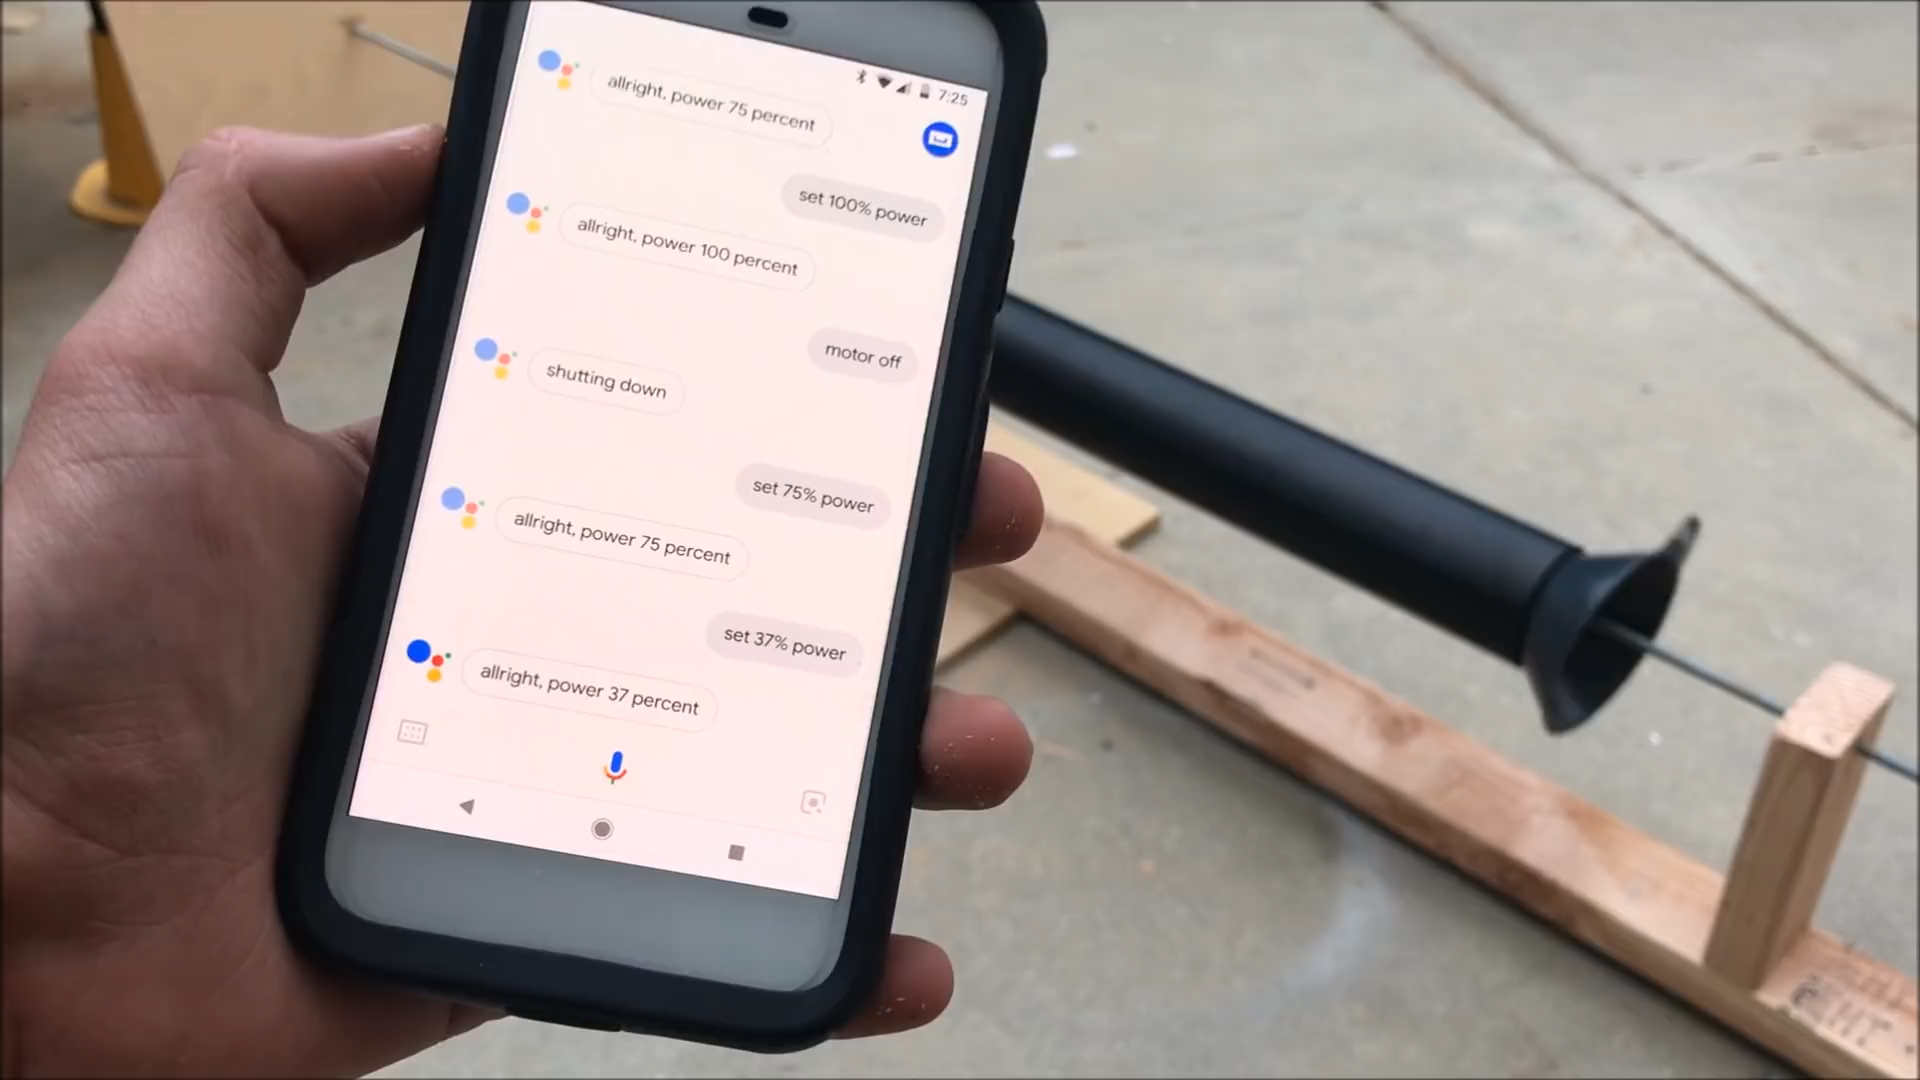 7:25
allright, power 75 percent
set 100% power
allright, power 100 percent
motor off
shutting down
set 75% power
allright, power 75 percent
set 37% power
allright, power 37 percent